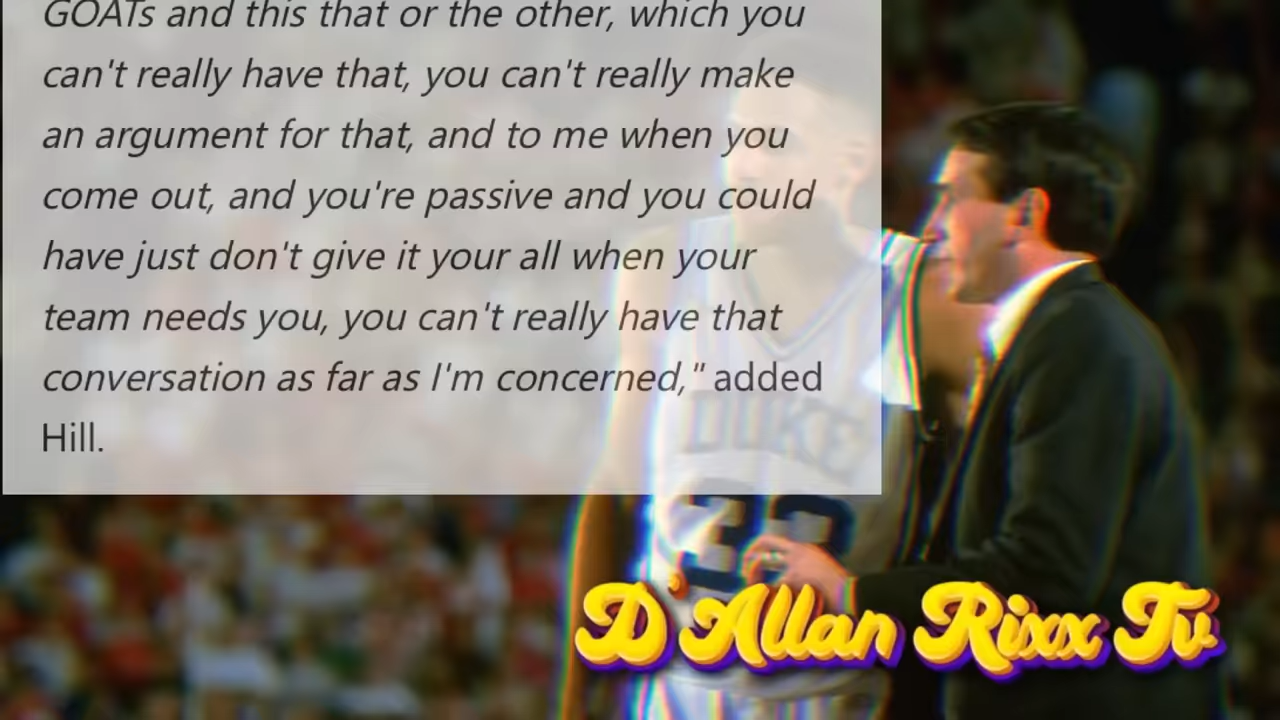 GOATs and this that or the other, which you
can't really have that, you can't really make
an argument for that, and to me when you
come out, and you're passive and you could
have just don't give it your all when your
team needs you, you can't really have that
conversation as far as I'm concerned," added
Hill.
DUKE
33
D'Allan Rixx Tv